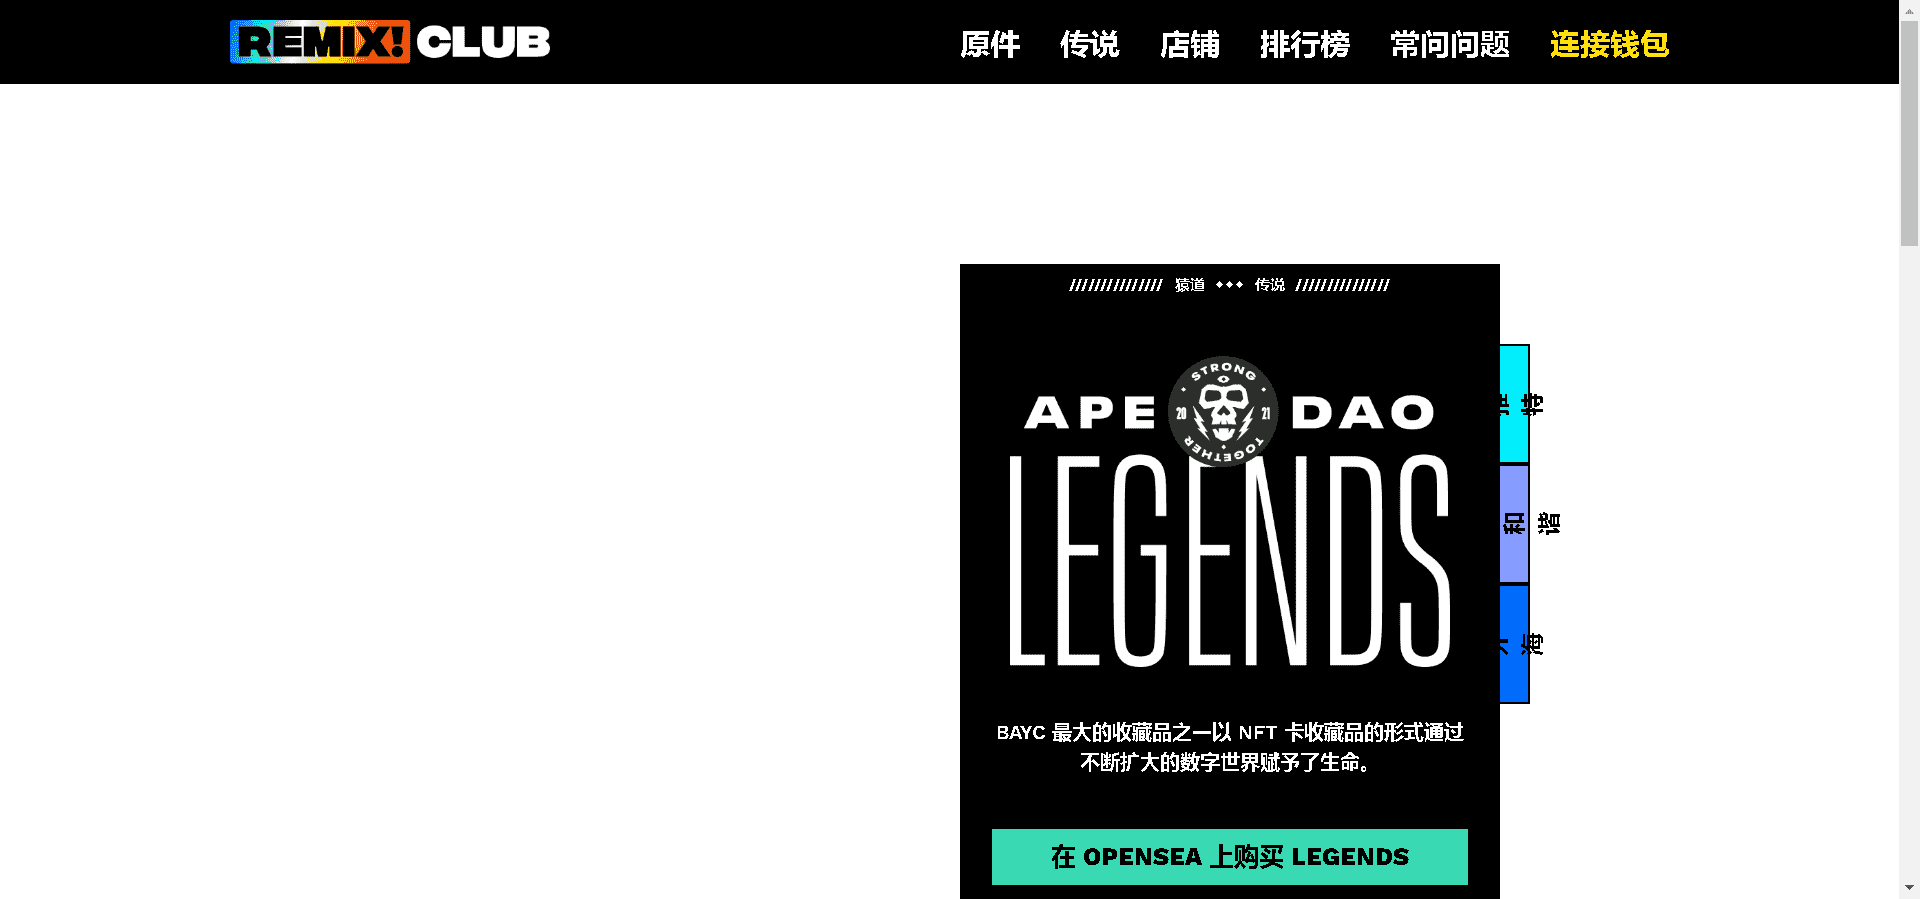 REMIX! CLUB
原件 传说 店铺 排行榜 常问问题 连接钱包
/////////////// 猿道 ◆◆◆ 传说 ///////////////
STRONG
APE 20 21 DAO
TOGETHER
LEGENDS
特
和谐
海
BAYC 最大的收藏品之一以 NFT 卡收藏品的形式通过
不断扩大的数字世界赋予了生命。
在 OPENSEA 上购买 LEGENDS